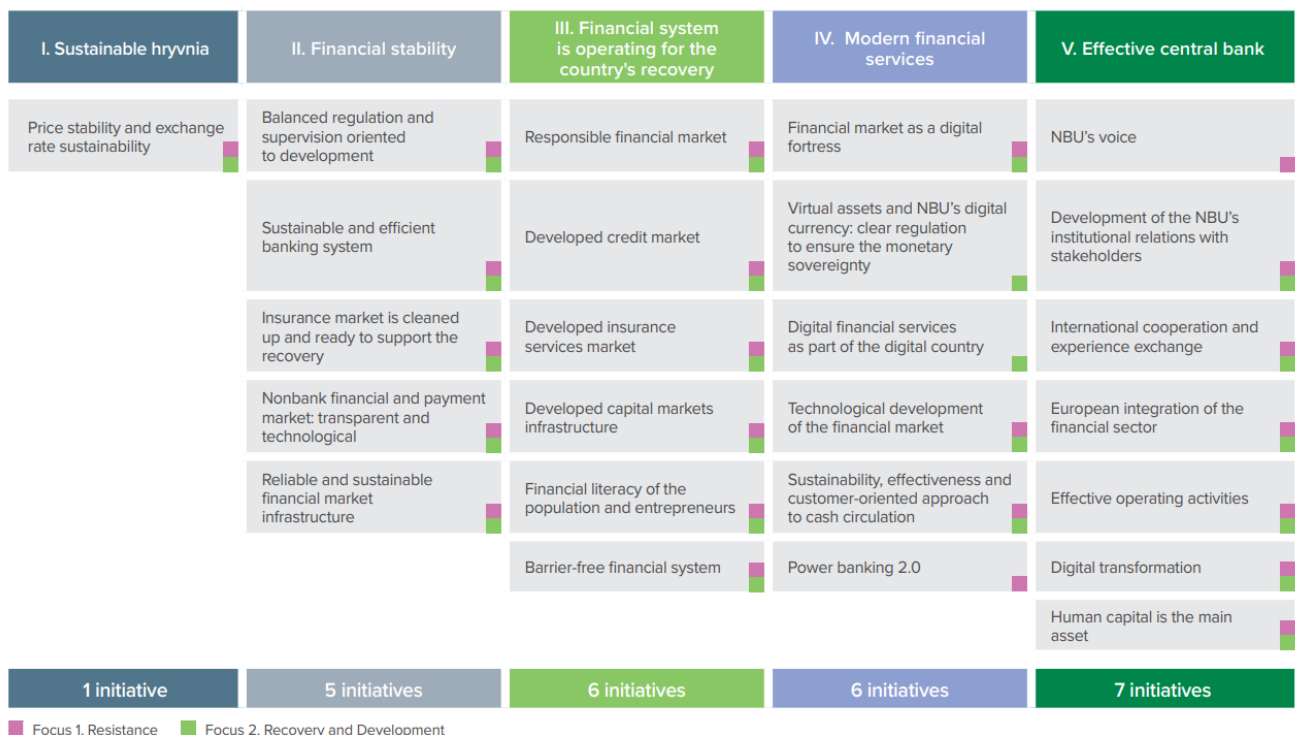 I. Sustainable hryvnia
II. Financial stability
III. Financial system
is operating for the
country's recovery
IV. Modern financial
services
V. Effective central bank
Price stability and exchange
rate sustainability
Balanced regulation and
supervision oriented
to development
Responsible financial market
Financial market as a digital
fortress
NBU's voice
Sustainable and efficient
banking system
Developed credit market
Virtual assets and NBU's digital
currency: clear regulation
to ensure the monetary
sovereignty
Development of the NBU's
institutional relations with
stakeholders
Insurance market is cleaned
up and ready to support the
recovery
Developed insurance
services market
Digital financial services
as part of the digital country
International cooperation and
experience exchange
Nonbank financial and payment
market: transparent and
technological
Developed capital markets
infrastructure
Technological development
of the financial market
European integration of the
financial sector
Reliable and sustainable
financial market
infrastructure
Financial literacy of the
population and entrepreneurs
Sustainability, effectiveness and
customer-oriented approach
to cash circulation
Effective operating activities
Barrier-free financial system
Power banking 2.0
Digital transformation
Human capital is the main
asset
1 initiative
5 initiatives
6 initiatives
6 initiatives
7 initiatives
Focus 1. Resistance
Focus 2. Recovery and Development